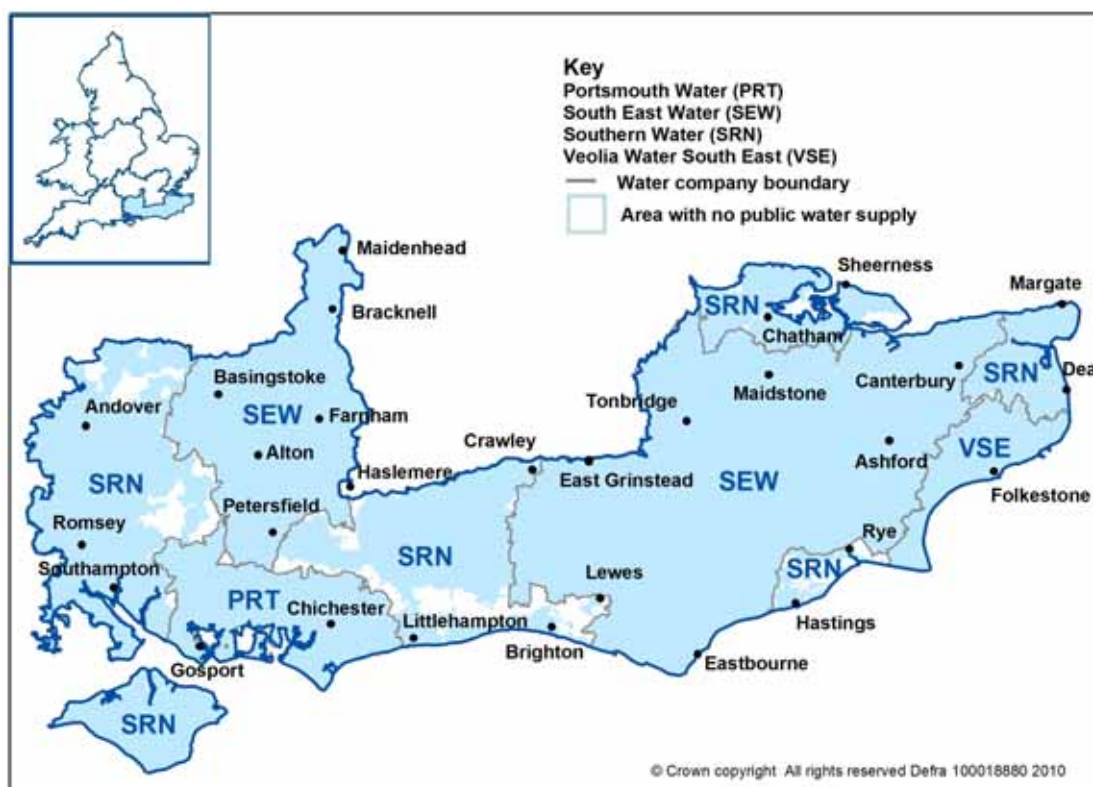 Key
Portsmouth Water (PRT)
South East Water (SEW)
Southern Water (SRN)
Veolia Water South East (VSE)
Water company boundary
Area with no public water supply
Maidenhead
Bracknell
Sheerness
Margate
SRN
Chatham
Basingstoke
Canterbury
SRN
Dea
Andover
SEW
Farnham
Maidstone
Tonbridge
Crawley
Alton
Ashford
VSE
Haslemere
East Grinstead
SEW
SRN
Folkestone
Petersfield
Romsey
Rye
SRN
SRN
Southampton
Lewes
PRT
Chichester
Littlehampton
Hastings
Gosport
Brighton
Eastbourne
SRN
© Crown copyright All rights reserved Defra 100018880 2010